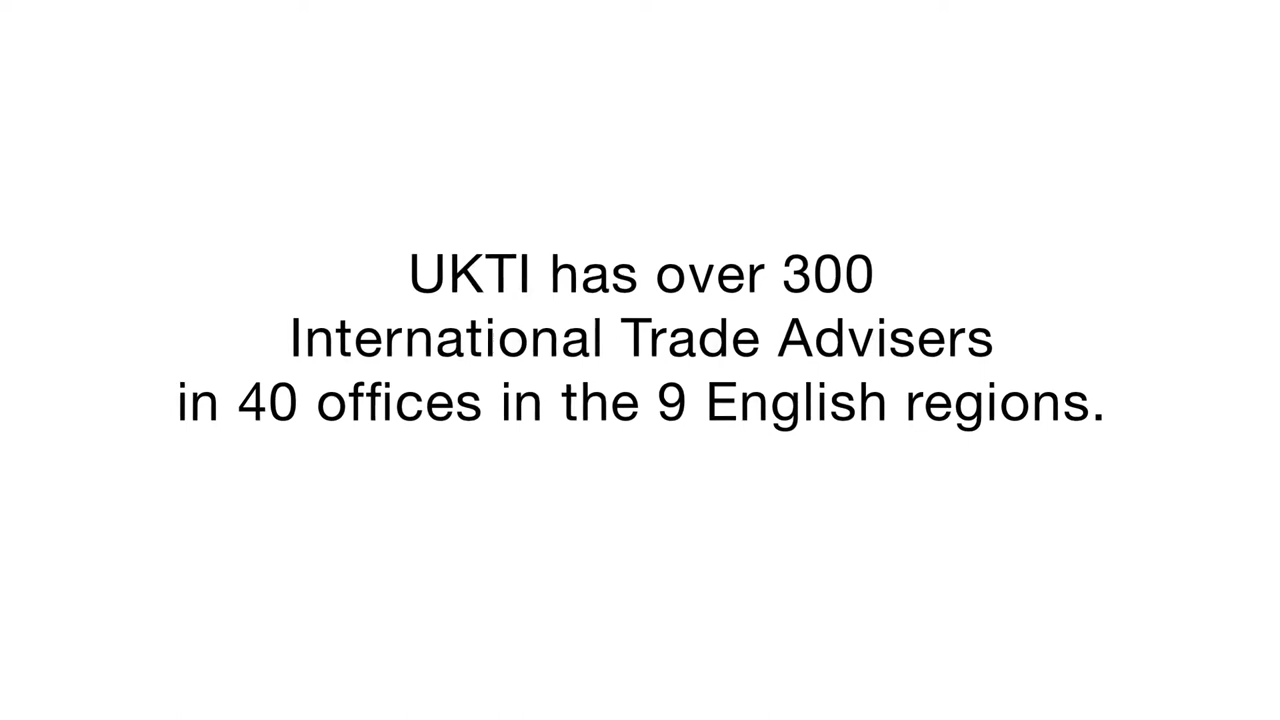 UKTI has over 300
International Trade Advisers
in 40 offices in the 9 English regions.